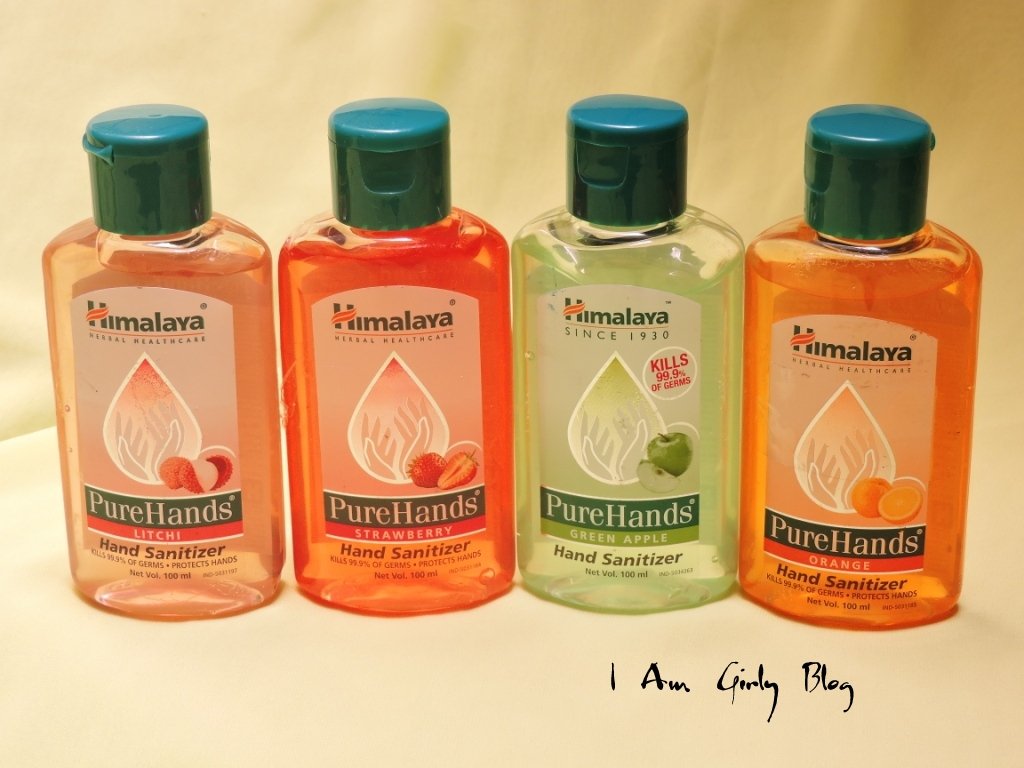 Himalaya®
HERBAL HEALTHCARE
PureHands®
LITCHI
Hand Sanitizer
KILLS 99.9% OF GERMS • PROTECTS HANDS
Net Vol. 100 ml
Himalaya®
HERBAL HEALTHCARE
PureHands®
STRAWBERRY
Hand Sanitizer
KILLS 99.9% OF GERMS • PROTECTS HANDS
Net Vol. 100 ml
Himalaya™
SINCE 1930
KILLS
99.9%
OF GERMS
PureHands®
GREEN APPLE
Hand Sanitizer
Net Vol. 100 ml
Himalaya®
HERBAL HEALTHCARE
PureHands®
ORANGE
Hand Sanitizer
KILLS 99.9% OF GERMS • PROTECTS HANDS
Net Vol. 100 ml
I Am Girly Blog